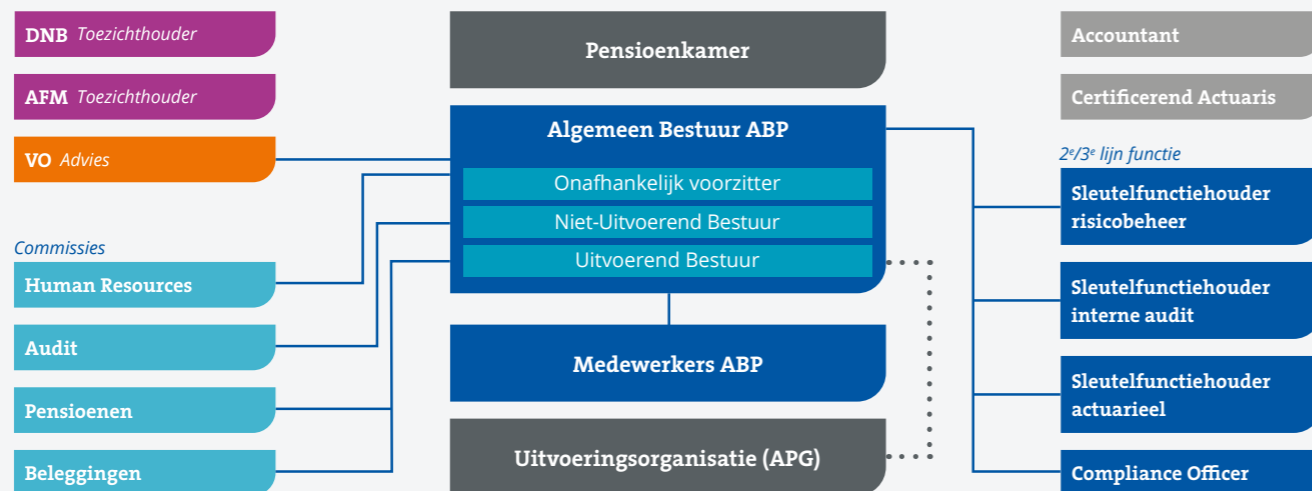 DNB Toezichthouder
AFM Toezichthouder
VO Advies
Commissies
Human Resources
Audit
Pensioenen
Beleggingen
Pensioenkamer
Algemeen Bestuur ABP
Onafhankelijk voorzitter
Niet-Uitvoerend Bestuur
Uitvoerend Bestuur
Medewerkers ABP
Uitvoeringsorganisatie (APG)
Accountant
Certificerend Actuaris
2ᵉ/3ᵉ lijn functie
Sleutelfunctiehouder
risicobeheer
Sleutelfunctiehouder
interne audit
Sleutelfunctiehouder
actuarieel
Compliance Officer